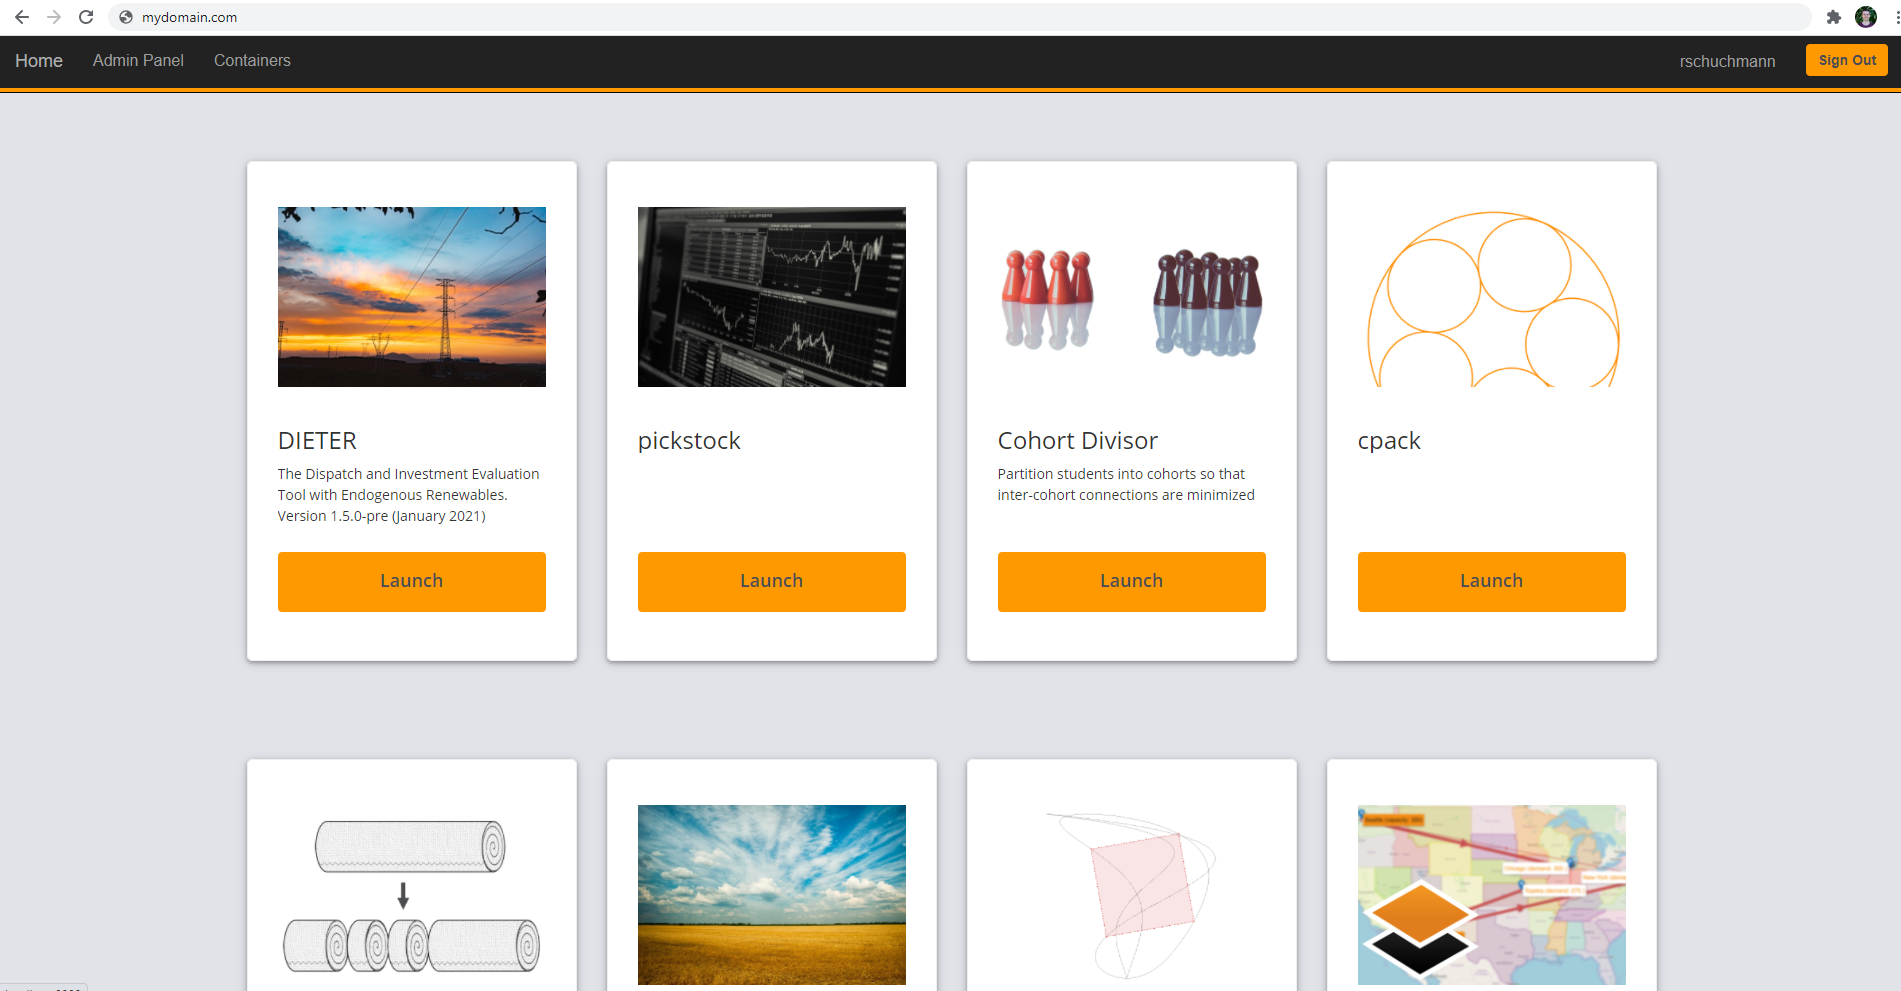 mydomain.com
Home
Admin Panel
Containers
rschuchmann
Sign Out
DIETER
The Dispatch and Investment Evaluation
Tool with Endogenous Renewables.
Version 1.5.0-pre (January 2021)
Launch
pickstock
Launch
Cohort Divisor
Partition students into cohorts so that
inter-cohort connections are minimized
Launch
cpack
Launch